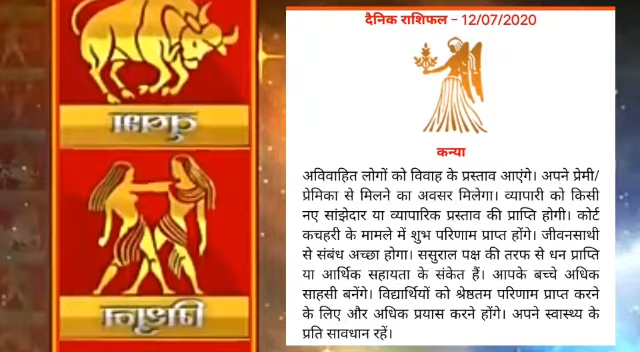 दैनिक राशिफल – 12/07/2020
कन्या
अविवाहित लोगों को विवाह के प्रस्ताव आएंगे। अपने प्रेमी/
प्रेमिका से मिलने का अवसर मिलेगा। व्यापारी को किसी
नए सांझेदार या व्यापारिक प्रस्ताव की प्राप्ति होगी। कोर्ट
कचहरी के मामले में शुभ परिणाम प्राप्त होंगे। जीवनसाथी
से संबंध अच्छा होगा। ससुराल पक्ष की तरफ से धन प्राप्ति
या आर्थिक सहायता के संकेत हैं। आपके बच्चे अधिक
साहसी बनेंगे। विद्यार्थियों को श्रेष्ठतम परिणाम प्राप्त करने
के लिए और अधिक प्रयास करने होंगे। अपने स्वास्थ्य के
प्रति सावधान रहें।